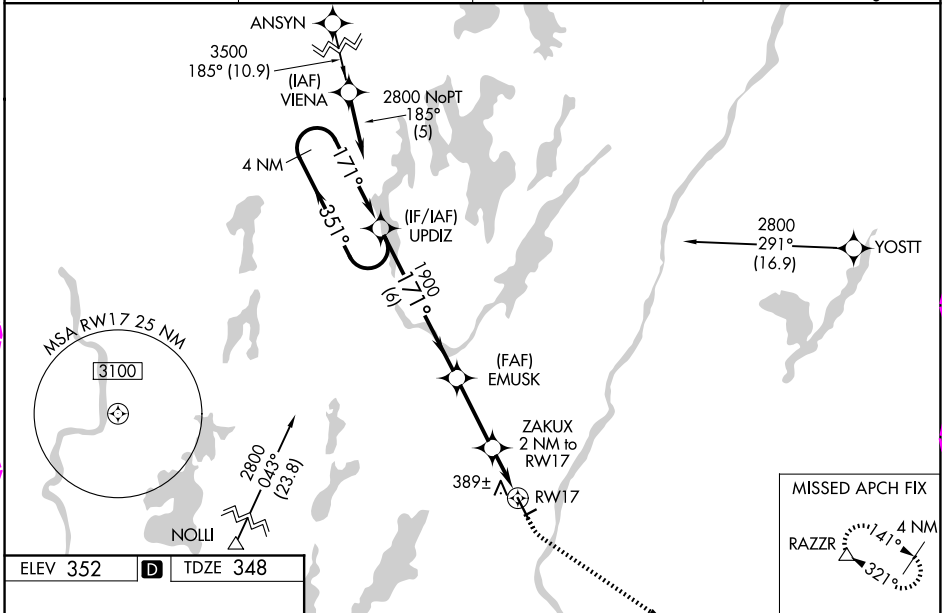 ANSYN
3500
185° (10.9)
(IAF)
VIENA
2800 NoPT
185°
(5)
4 NM
171°
351°
(IF/IAF)
UPDIZ
2800
291°
(16.9)
YOSTT
1900
171°
(6)
MSA RW17 25 NM
3100
(FAF)
EMUSK
ZAKUX
2 NM to
RW17
389±
RW17
2800
043°
(23.8)
NOLLI
MISSED APCH FIX
4 NM
141°
RAZZR
321°
ELEV 352 D TDZE 348